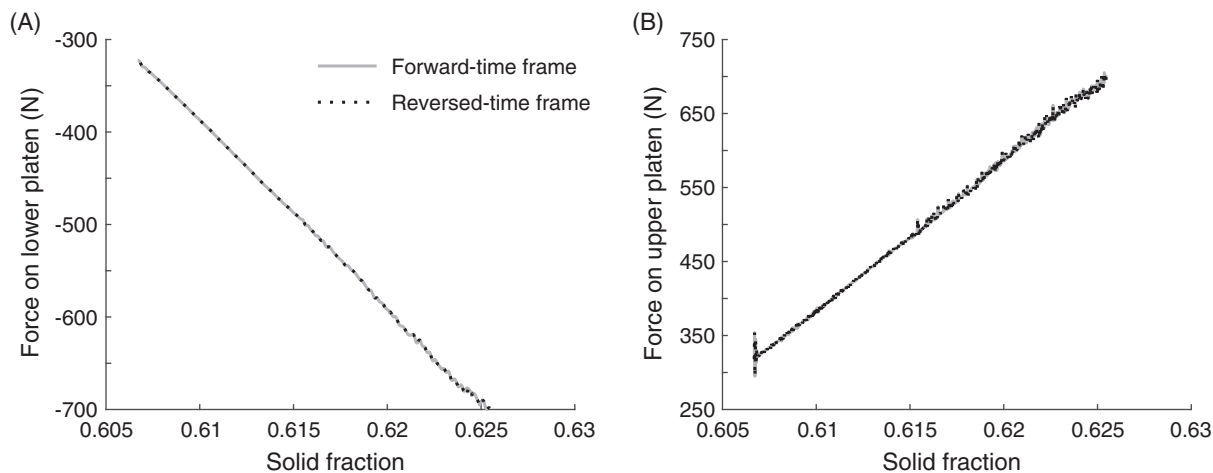 (A)
-300
-400
-500
-600
-700
0.605
0.61
0.615
0.62
0.625
0.63
Force on lower platen (N)
Solid fraction
Forward-time frame
Reversed-time frame
(B)
750
650
550
450
350
250
0.605
0.61
0.615
0.62
0.625
0.63
Force on upper platen (N)
Solid fraction